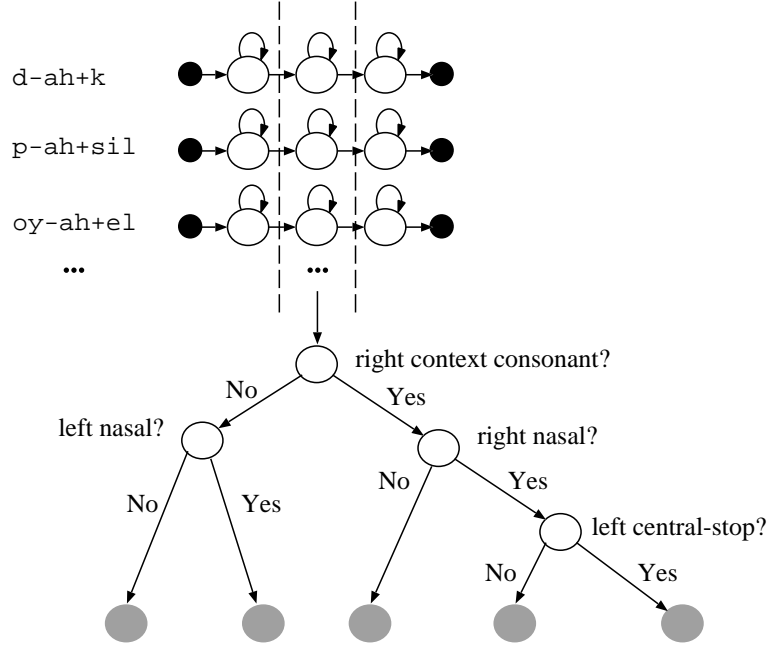 d-ah+k
p-ah+sil
oy-ah+el
... ...
right context consonant?
No Yes
left nasal? right nasal?
No Yes No Yes
left central-stop?
No Yes